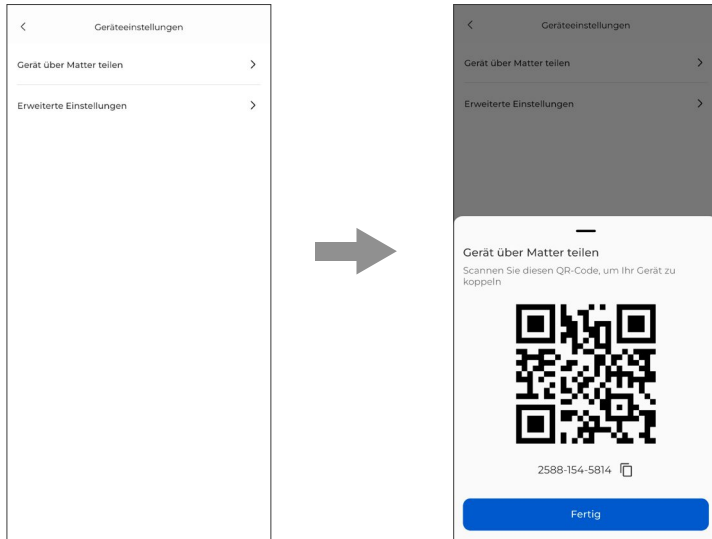 Geräteeinstellungen
Gerät über Matter teilen
Erweiterte Einstellungen
Geräteeinstellungen
Gerät über Matter teilen
Erweiterte Einstellungen
Gerät über Matter teilen
Scannen Sie diesen QR-Code, um Ihr Gerät zu
koppeln
2588-154-5814
Fertig